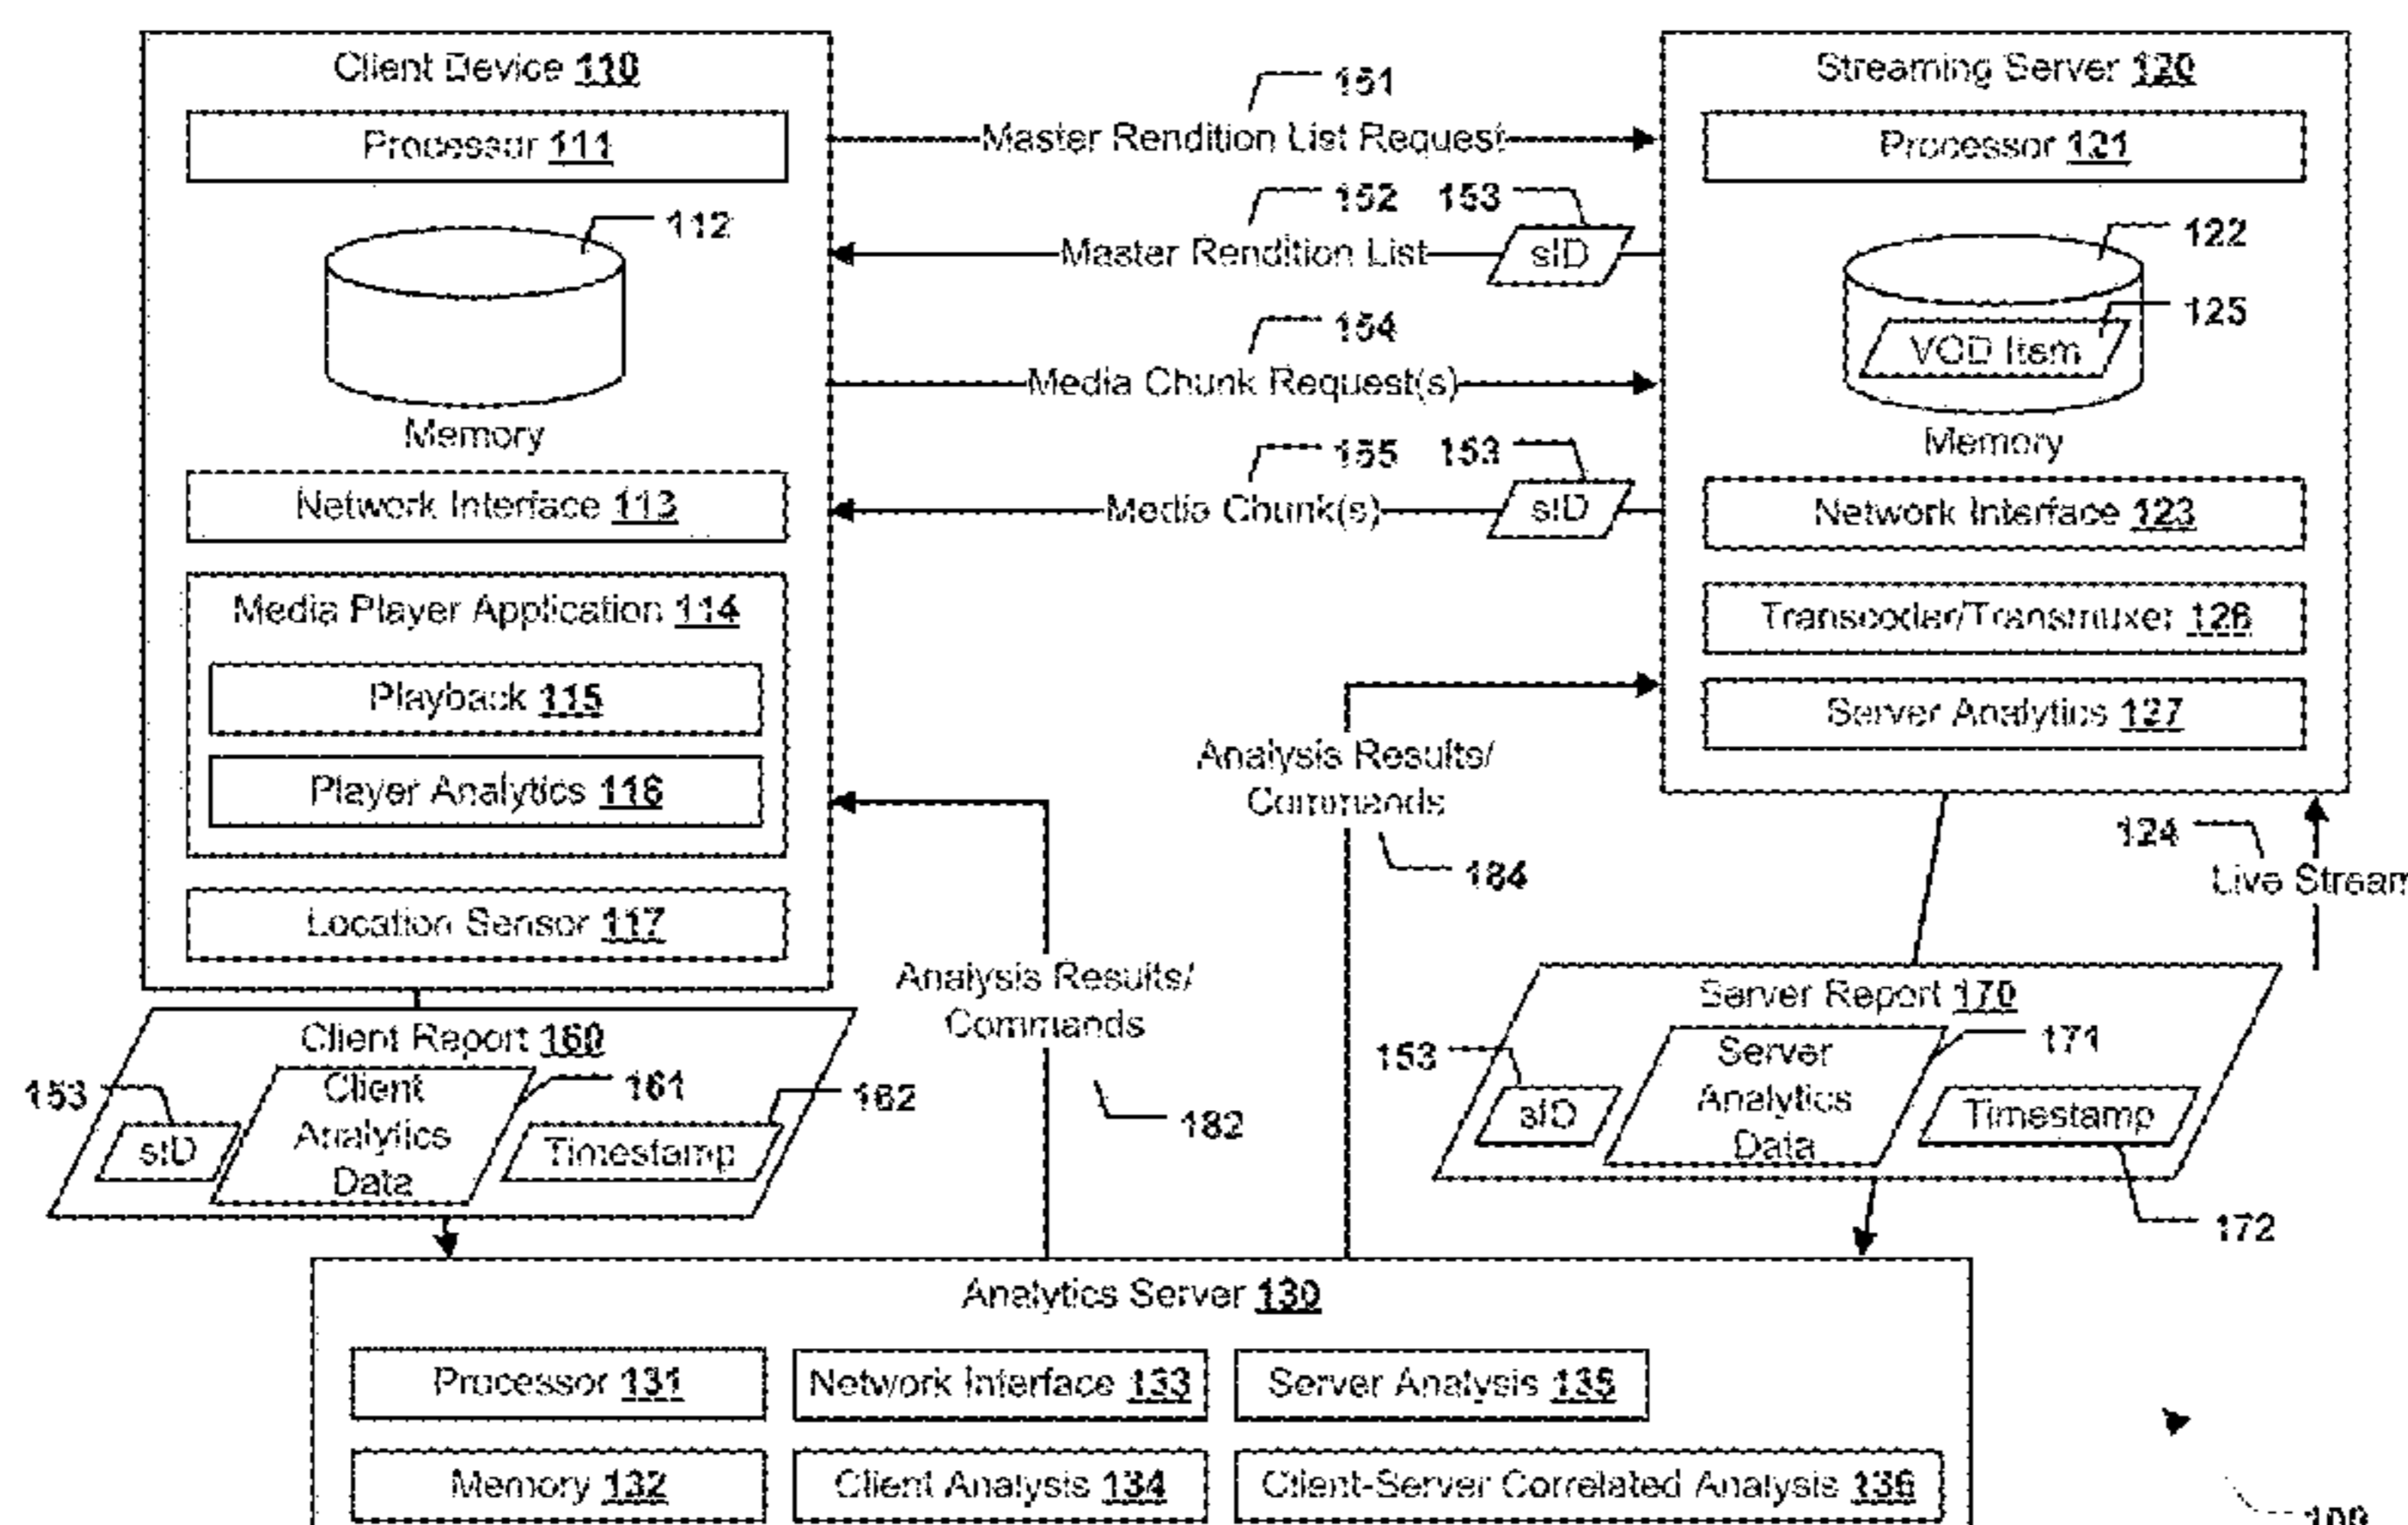 Client Device 110
Processor 111
112
Memory
Network Interface 113
Media Player Application 114
Playback 115
Player Analytics 116
Location Sensor 117
151
Master Rendition List Request
152
153
Master Rendition List
sID
154
Media Chunk Request(s)
155
153
Media Chunk(s)
sID
Streaming Server 120
Processor 121
122
125
VOD Item
Memory
Network Interface 123
Transcoder/Transmuxer 126
Server Analytics 127
Analysis Results/
Commands
184
124
Live Stream
Analysis Results/
Commands
182
Client Report 160
153
sID
Client
Analytics
Data
161
Timestamp
162
Server Report 170
153
sID
Server
Analytics
Data
171
Timestamp
172
Analytics Server 130
Processor 131
Network Interface 133
Server Analysis 135
Memory 132
Client Analysis 134
Client-Server Correlated Analysis 136